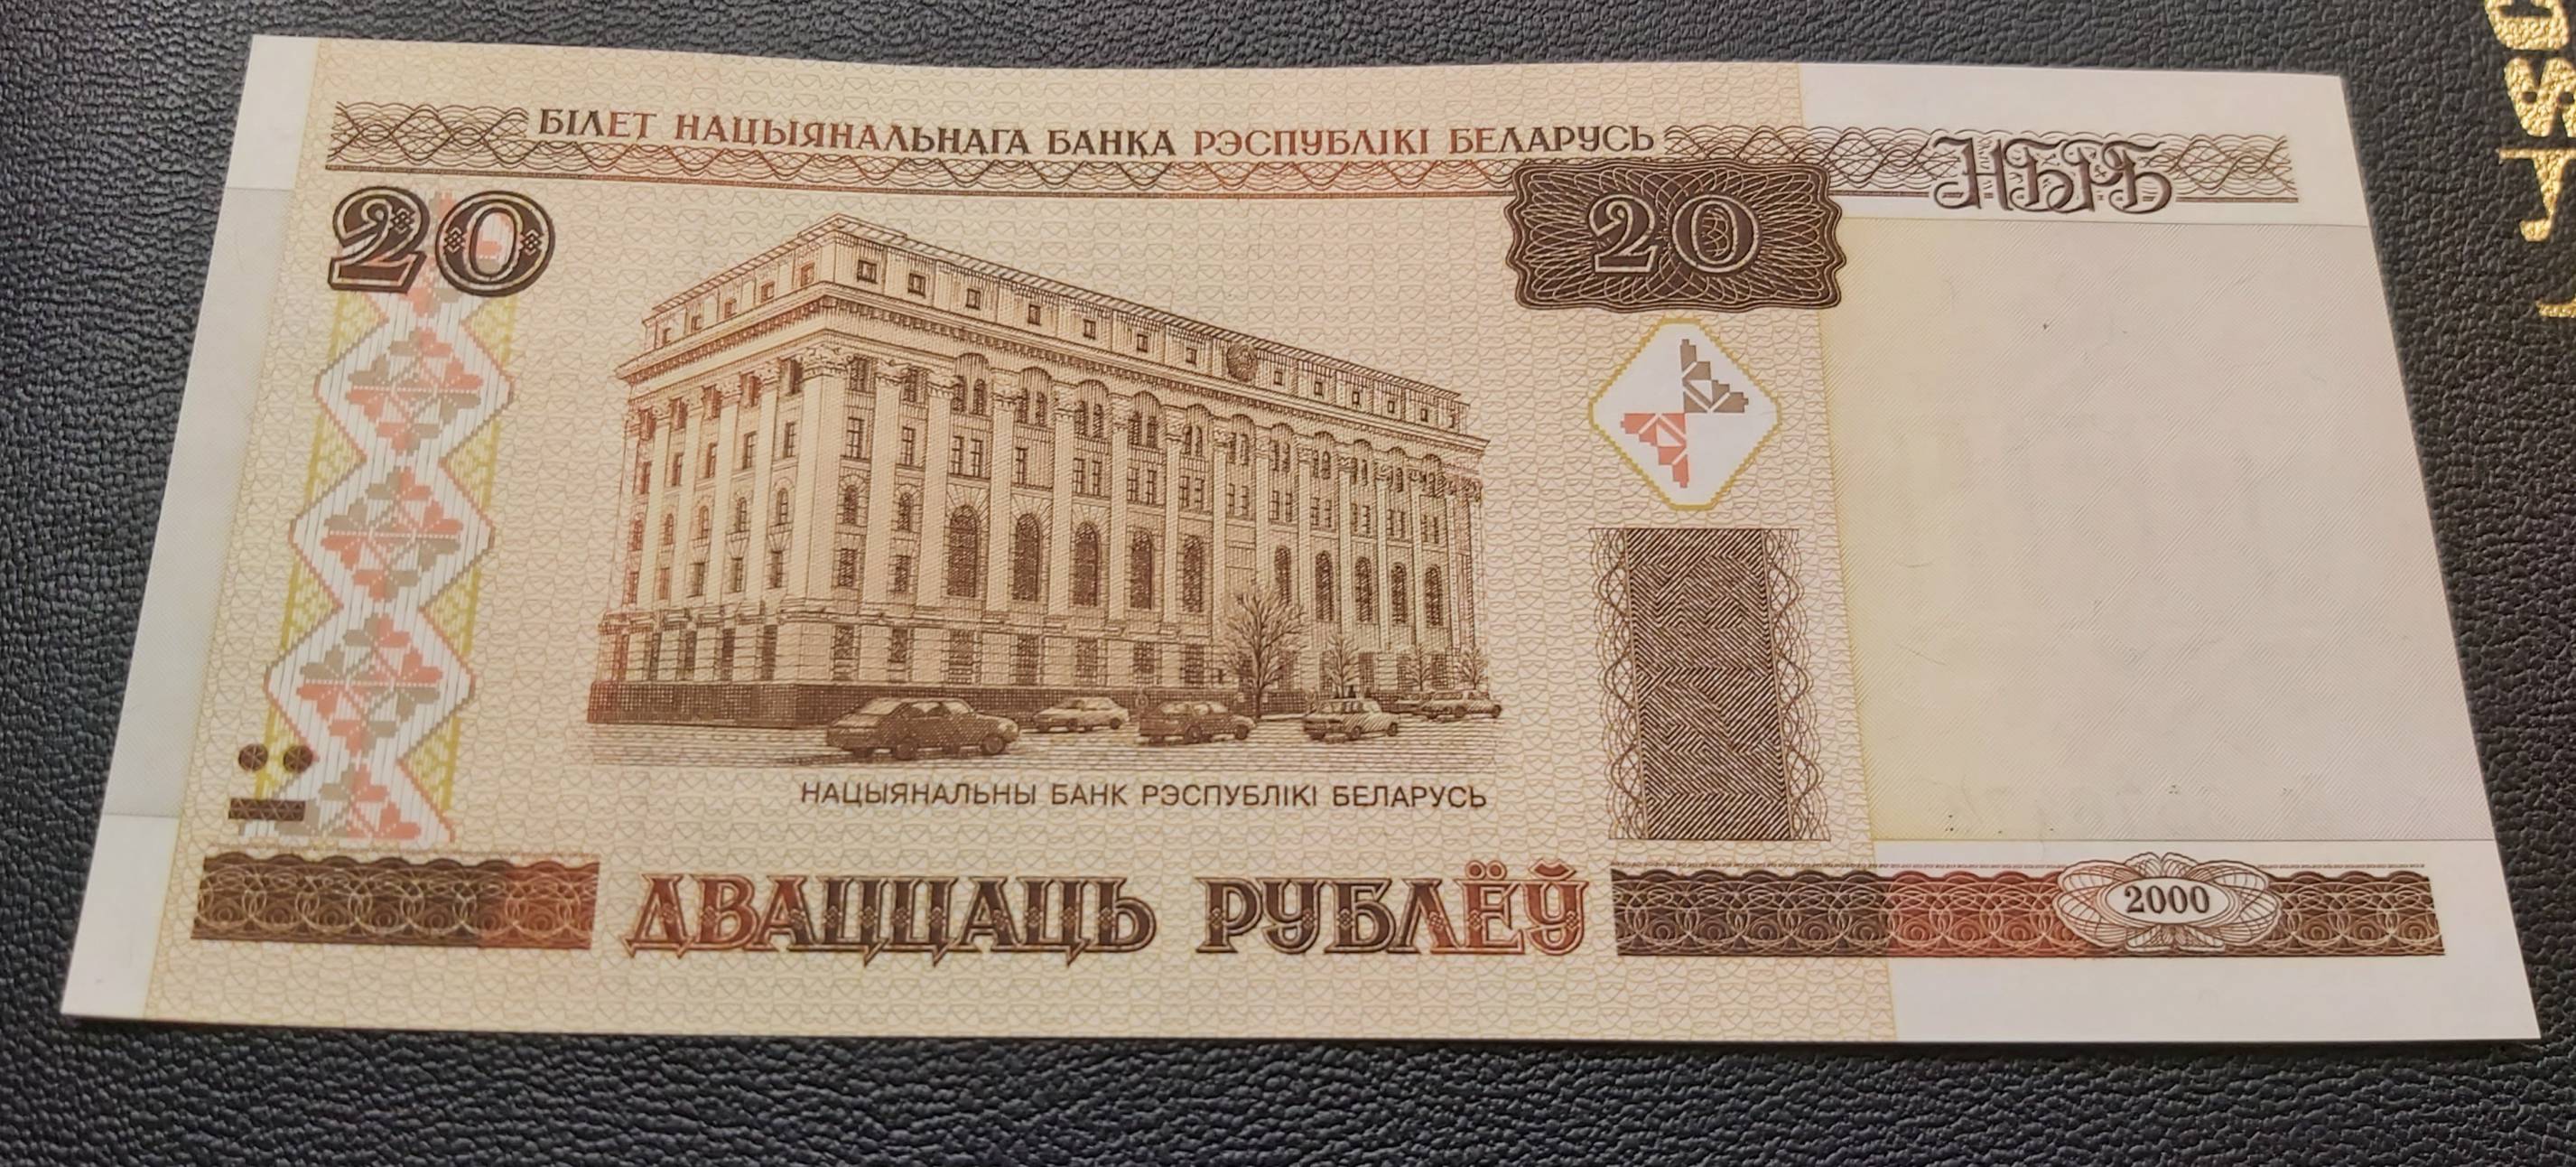 БІЛЕТ НАЦЫЯНАЛЬНАГА БАНКА РЭСПУБЛІКІ БЕЛАРУСЬ
НБРБ
20
20
НАЦЫЯНАЛЬНЫ БАНК РЭСПУБЛІКІ БЕЛАРУСЬ
ДВАЦЦАЦЬ РУБЛЁЎ
2000